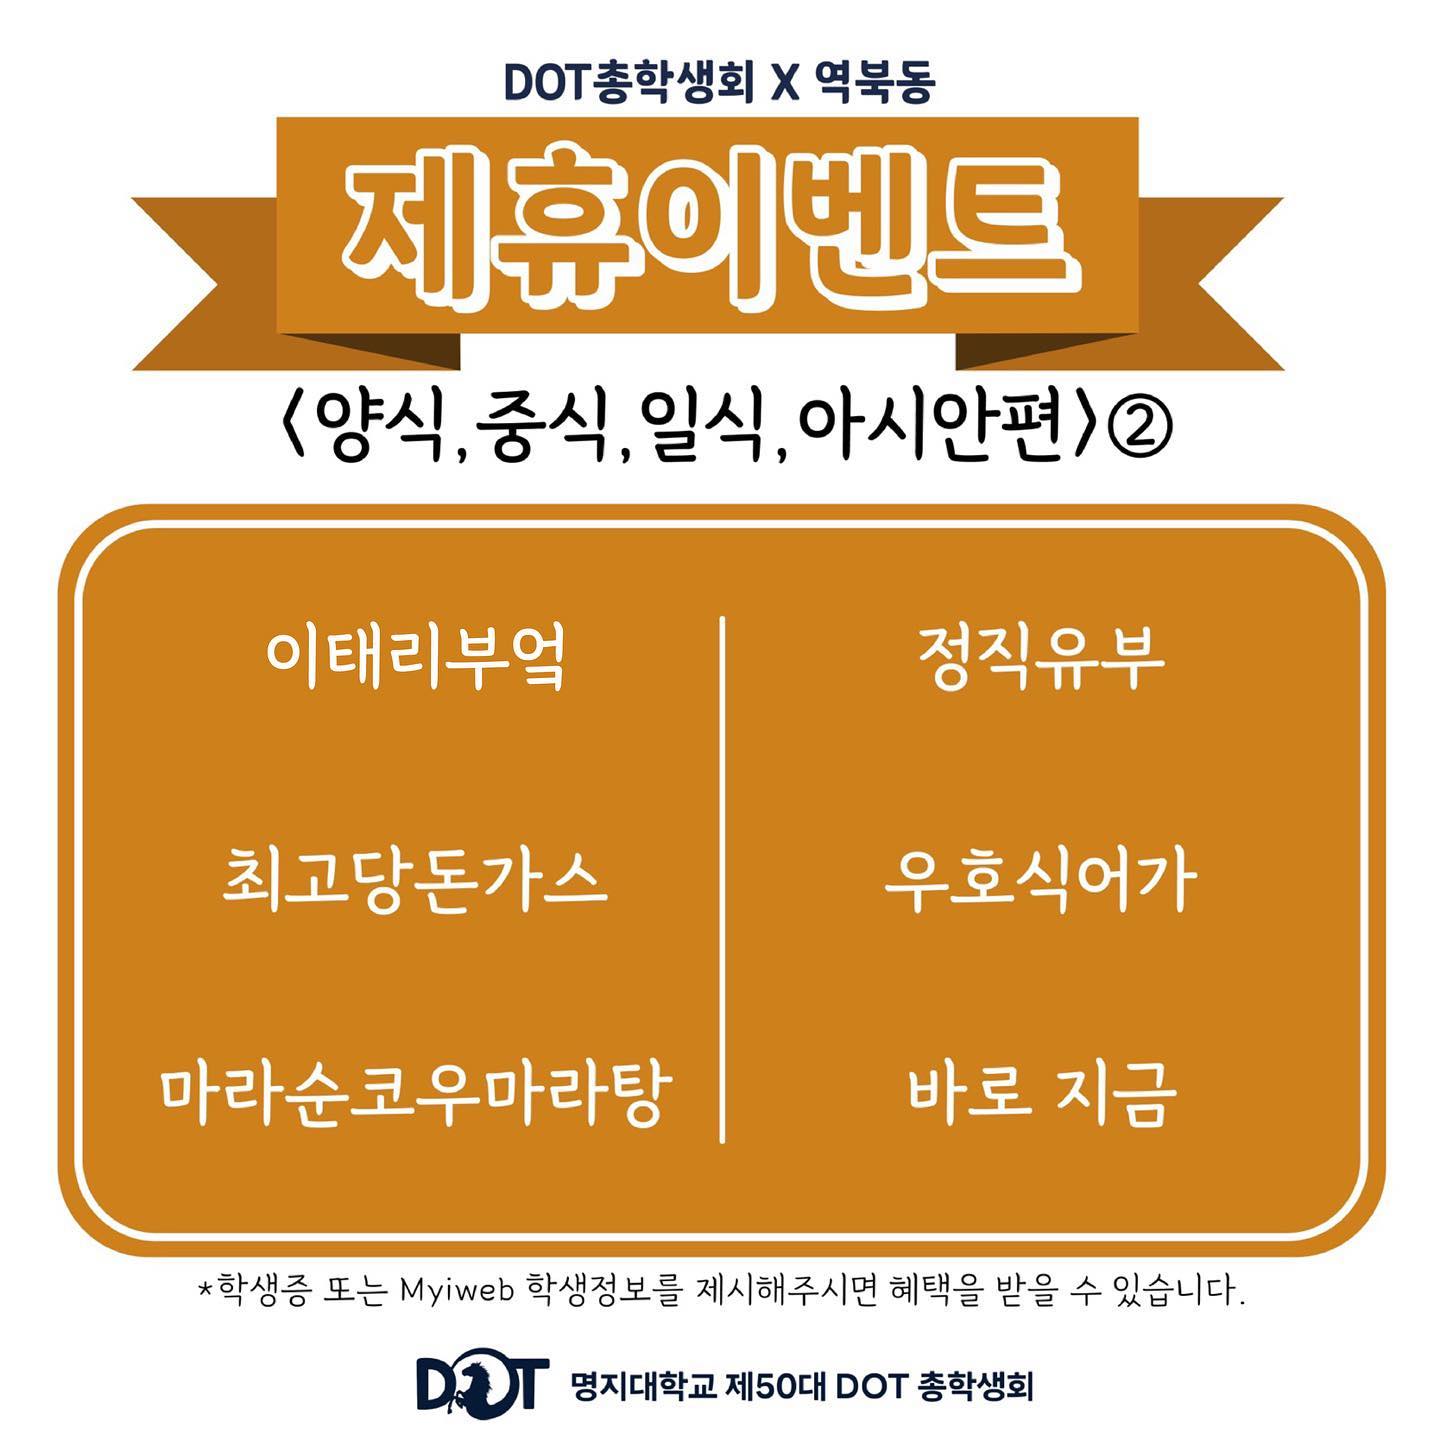 DOT총학생회 X 역북동
제휴이벤트
<양식,중식,일식,아시안편>②
이태리부엌
정직유부
최고당돈가스
우호식어가
마라순코우마라탕
바로 지금
*학생증 또는 Myiweb 학생정보를 제시해주시면 혜택을 받을 수 있습니다.
DOT 명지대학교 제50대 DOT 총학생회